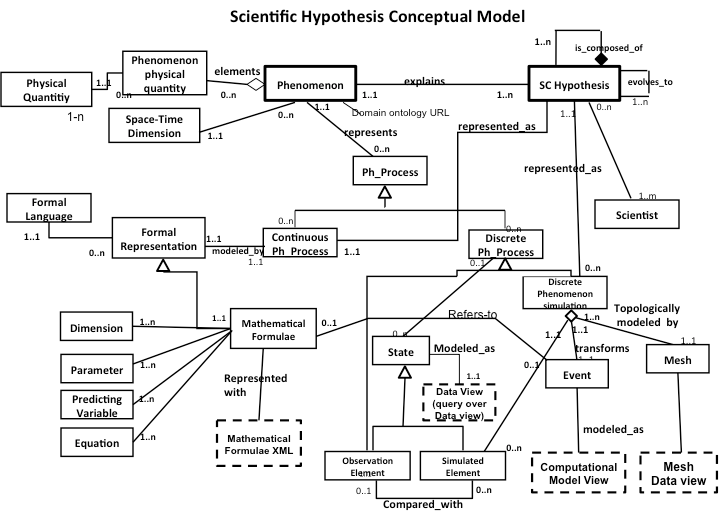 Scientific Hypothesis Conceptual Model
1..n
is_composed_of
Phenomenon
physical
quantity
elements
Physical
Quantitiy
1..1
0..n
0..n
Phenomenon
1..1
explains
1..n
SC Hypothesis
evolves_to
1..n
1-n
Space-Time
Dimension
1..1
0..n
1..1
Domain ontology URL
represents
0..n
represented_as
1..1
0..n
Ph_Process
represented_as
1..n
Scientist
Formal
Language
1..1
0..n
Formal
Representation
1..1
modeled_by
1..1
0..n
Continuous
Ph_Process
1..1
0..n
Discrete
Ph_Process
0..1
0..n
Discrete
Phenomenon
simulation
Dimension
1..n
1..1
Mathematical
Formulae
0..1
Refers-to
1..1
1..1
1..n
Topologically
modeled by
0..n
State
Modeled_as
1..1
transforms
1..1
1..1
Mesh
Parameter
1..n
Represented
with
0..1
Event
Predicting
Variable
1..n
Data View
(query over
Data view)
Equation
1..n
Mathematical
Formulae XML
modeled_as
Observation
Element
0..1
Simulated
Element
0..n
0..n
Compared_with
Computational
Model View
Mesh
Data view